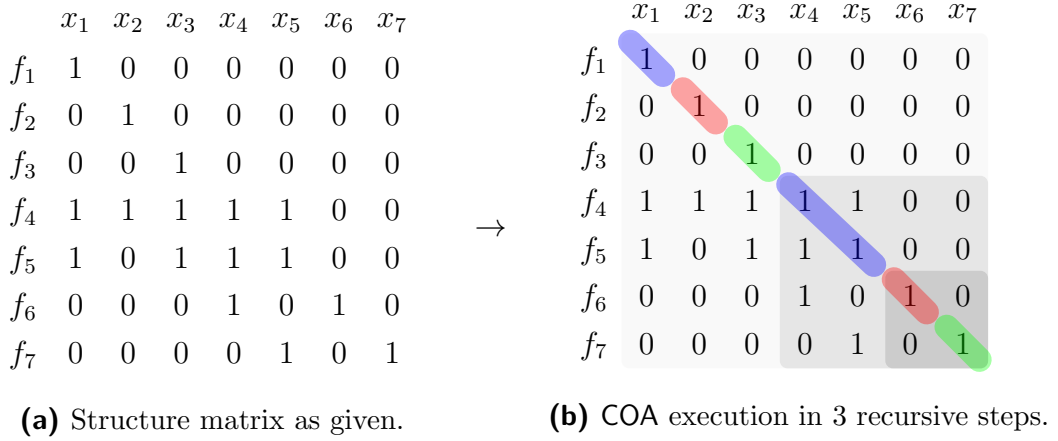 x₁ x₂ x₃ x₄ x₅ x₆ x₇
f₁ 1 0 0 0 0 0 0
f₂ 0 1 0 0 0 0 0
f₃ 0 0 1 0 0 0 0
f₄ 1 1 1 1 1 0 0
f₅ 1 0 1 1 1 0 0
f₆ 0 0 0 1 0 1 0
f₇ 0 0 0 0 1 0 1
(a) Structure matrix as given.
→
x₁ x₂ x₃ x₄ x₅ x₆ x₇
f₁ 1 0 0 0 0 0 0
f₂ 0 1 0 0 0 0 0
f₃ 0 0 1 0 0 0 0
f₄ 1 1 1 1 1 0 0
f₅ 1 0 1 1 1 0 0
f₆ 0 0 0 1 0 1 0
f₇ 0 0 0 0 1 0 1
(b) COA execution in 3 recursive steps.